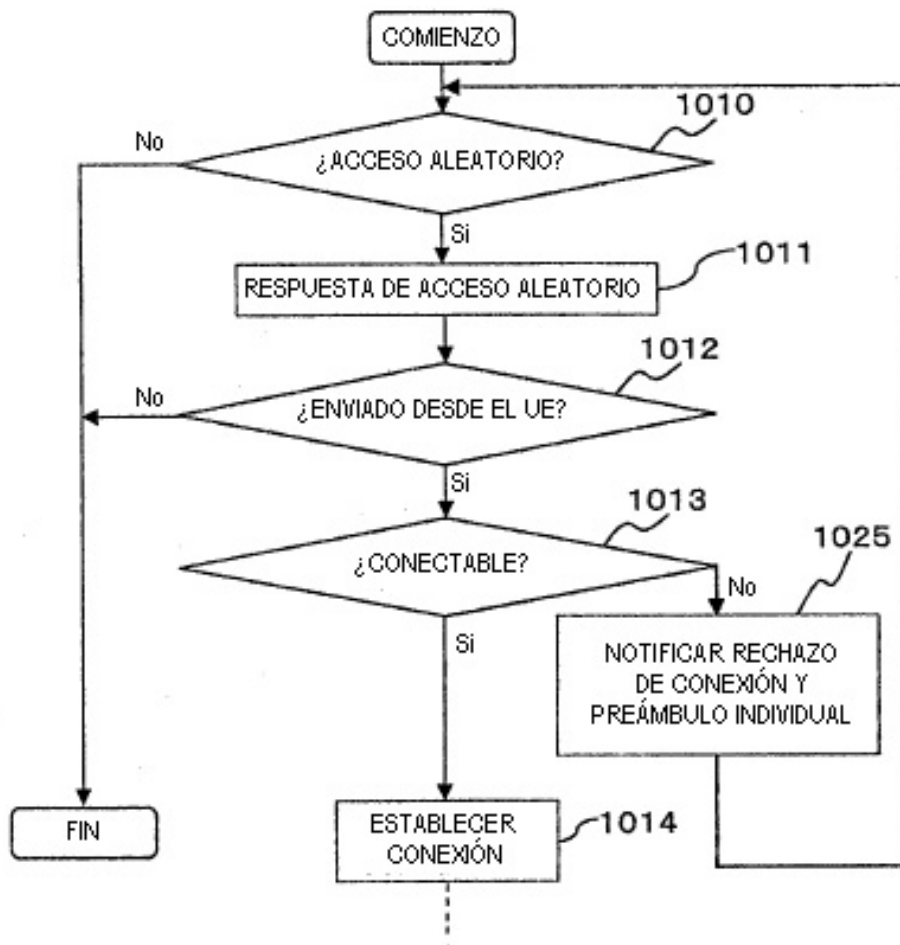 COMIENZO
1010
No
¿ACCESO ALEATORIO?
Si
1011
RESPUESTA DE ACCESO ALEATORIO
1012
No
¿ENVIADO DESDE EL UE?
Si
1013
¿CONECTABLE?
1025
No
Si
NOTIFICAR RECHAZO
DE CONEXIÓN Y
PREÁMBULO INDIVIDUAL
FIN
ESTABLECER
CONEXIÓN
1014